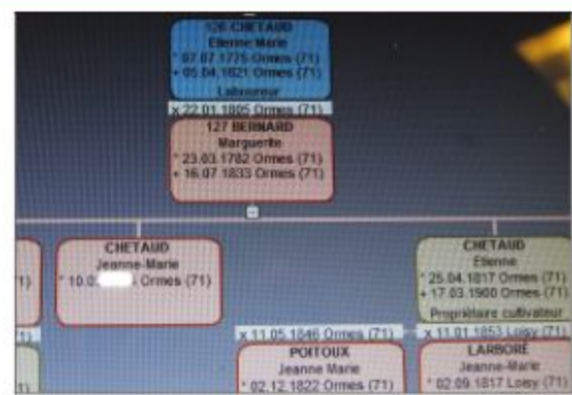 126 CHETAUD
Etienne Marie
° 07.07.1775 Ormes (71)
+ 05.04.1821 Ormes (71)
Laboureur
x 22.01.1805 Ormes (71)
127 BERNARD
Marguerite
° 23.03.1782 Ormes (71)
+ 16.07.1833 Ormes (71)
CHETAUD
Jeanne-Marie
° 10.0 Ormes (71)
CHETAUD
Etienne
° 25.04.1817 Ormes (71)
+ 17.03.1900 Ormes (71)
Propriétaire cultivateur
x 11.05.1846 Ormes (71)
x 11.01.1853 Loisy (71)
POITOUX
Jeanne Marie
° 02.12.1822 Ormes (71)
LARBORÉ
Jeanne-Marie
° 02.09.1817 Loisy (71)